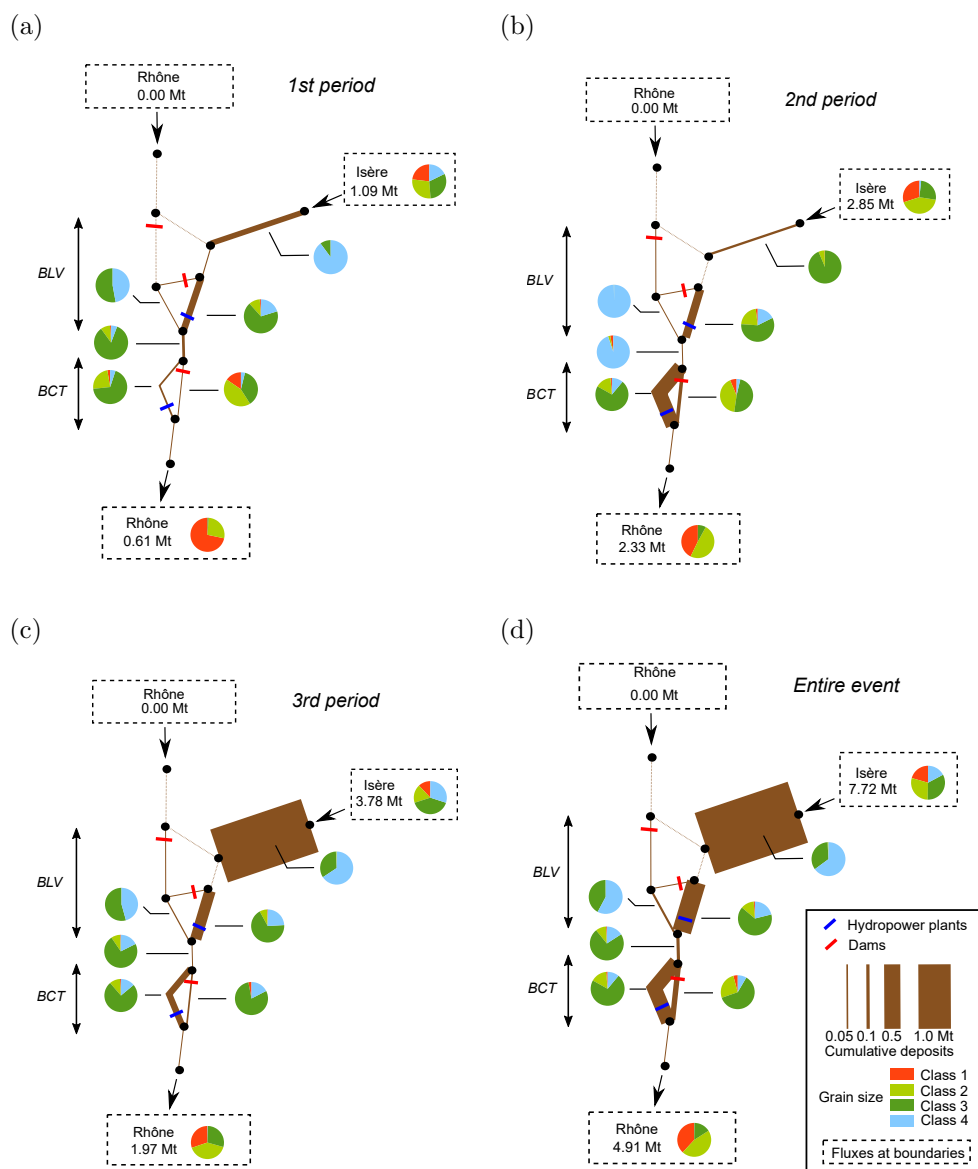 (a)
Rhône
0.00 Mt
1st period
Isère
1.09 Mt
BLV
BCT
Rhône
0.61 Mt
(b)
Rhône
0.00 Mt
2nd period
Isère
2.85 Mt
BLV
BCT
Rhône
2.33 Mt
(c)
Rhône
0.00 Mt
3rd period
Isère
3.78 Mt
BLV
BCT
Rhône
1.97 Mt
(d)
Rhône
0.00 Mt
Entire event
Isère
7.72 Mt
BLV
BCT
Rhône
4.91 Mt
Hydropower plants
Dams
0.05 0.1 0.5 1.0 Mt
Cumulative deposits
Grain size
Class 1
Class 2
Class 3
Class 4
Fluxes at boundaries